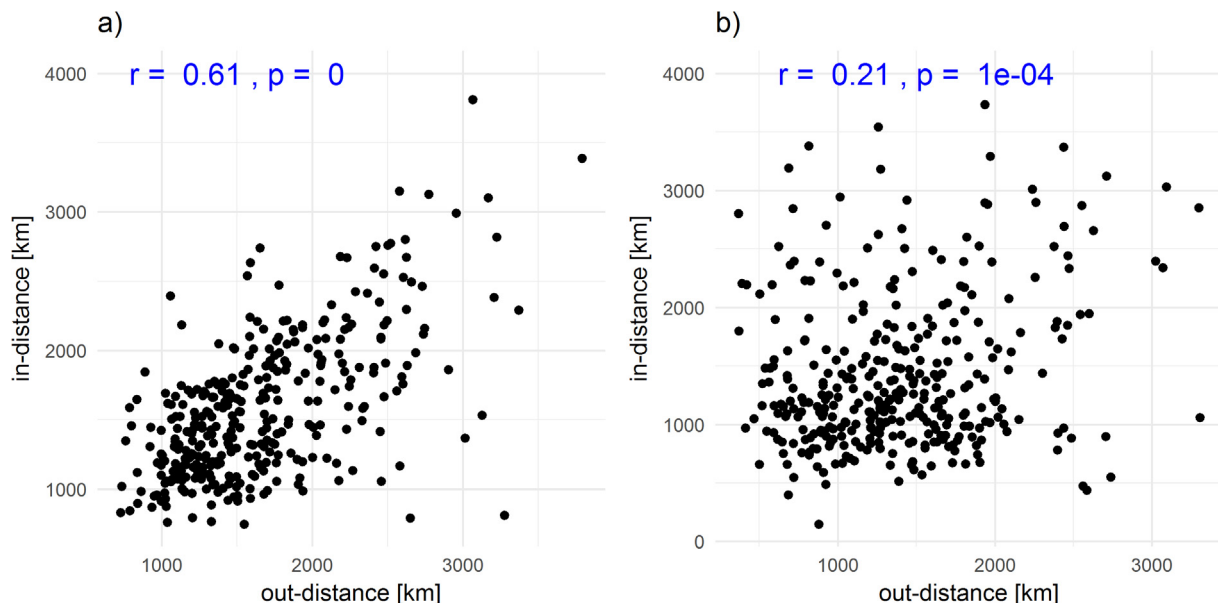 a)
r =  0.61 , p =  0
4000
3000
2000
1000
in-distance [km]
1000
2000
3000
out-distance [km]
b)
r =  0.21 , p =  1e-04
4000
3000
2000
1000
0
in-distance [km]
1000
2000
3000
out-distance [km]